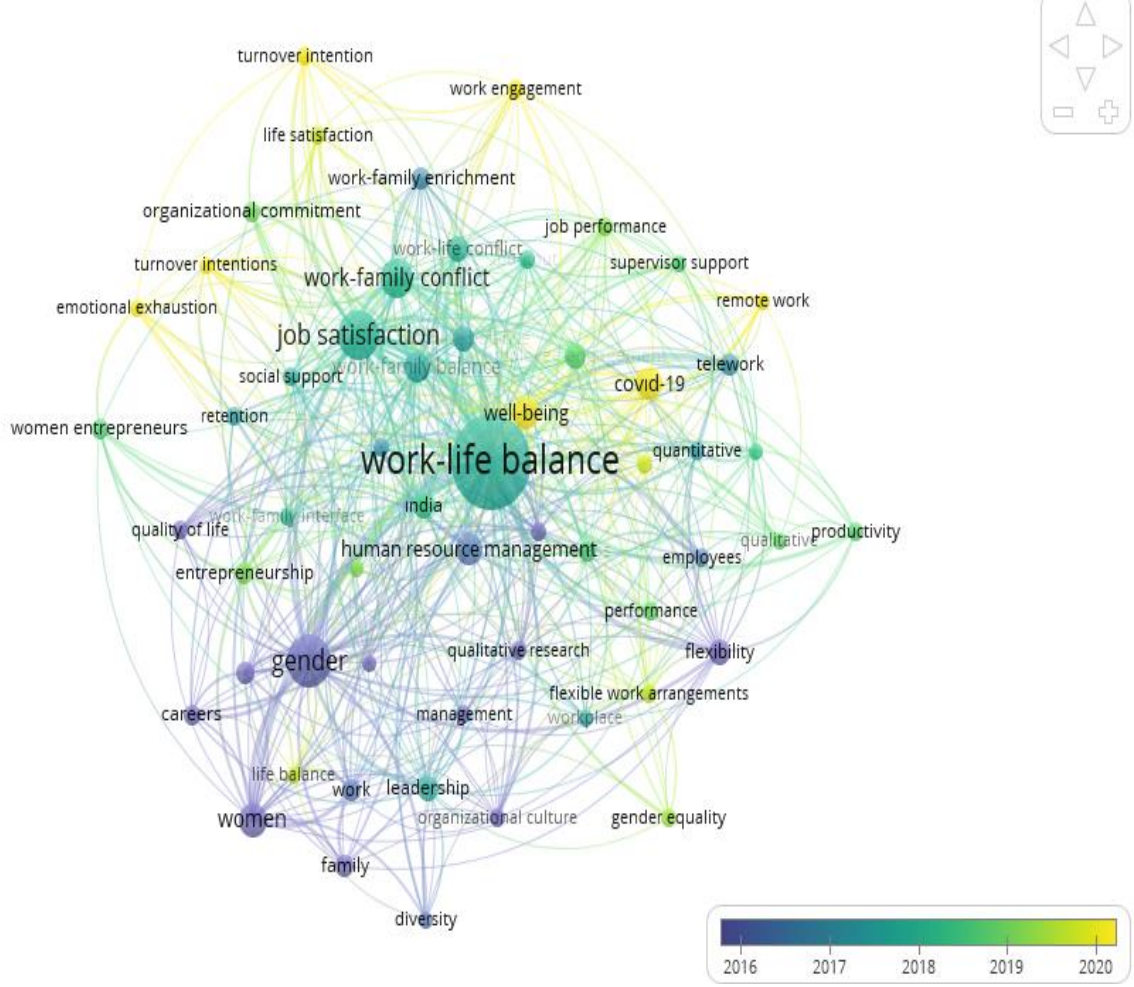 turnover intention
work engagement
life satisfaction
work-family enrichment
organizational commitment
job performance
work-life conflict
turnover intentions
supervisor support
work-family conflict
remote work
emotional exhaustion
job satisfaction
work-family balance
telework
social support
covid-19
retention
well-being
women entrepreneurs
work-life balance
quantitative
india
work-family interface
quality of life
productivity
qualitative
human resource management
employees
entrepreneurship
performance
qualitative research
flexibility
gender
flexible work arrangements
careers
management
workplace
life balance
work
leadership
women
organizational culture
gender equality
family
diversity
2016 2017 2018 2019 2020